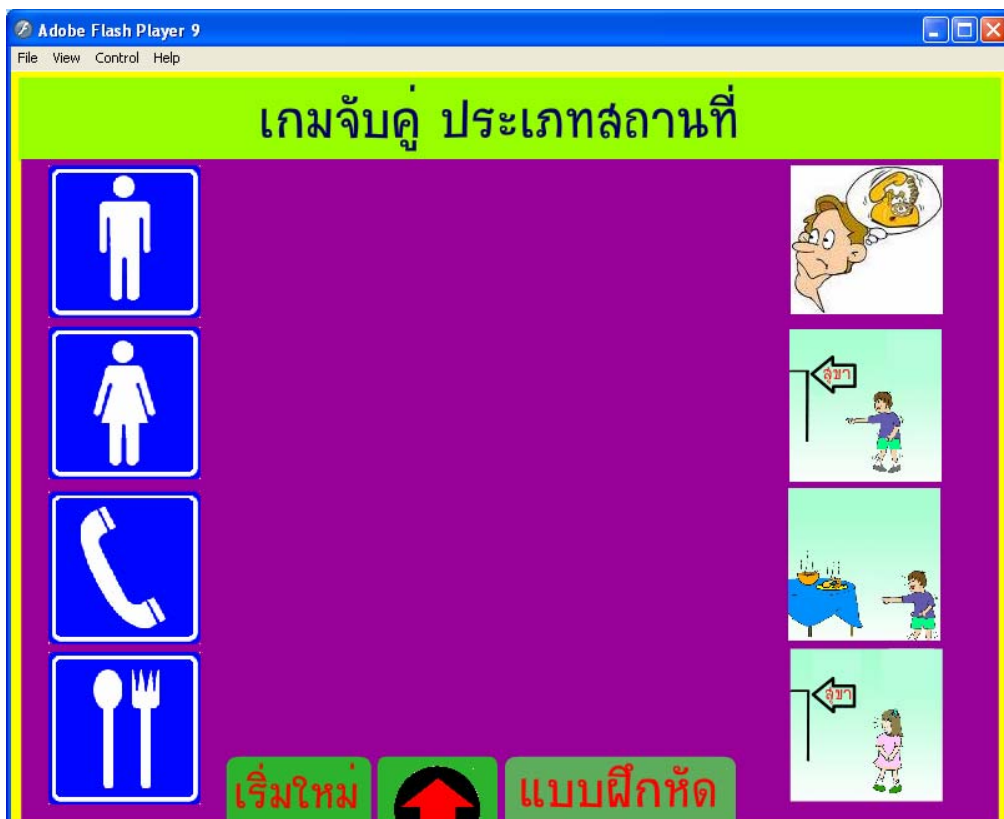 Adobe Flash Player 9
File View Control Help
เกมจับคู่ ประเภทสถานที่
สุขา
สุขา
เริ่มใหม่
แบบฝึกหัด